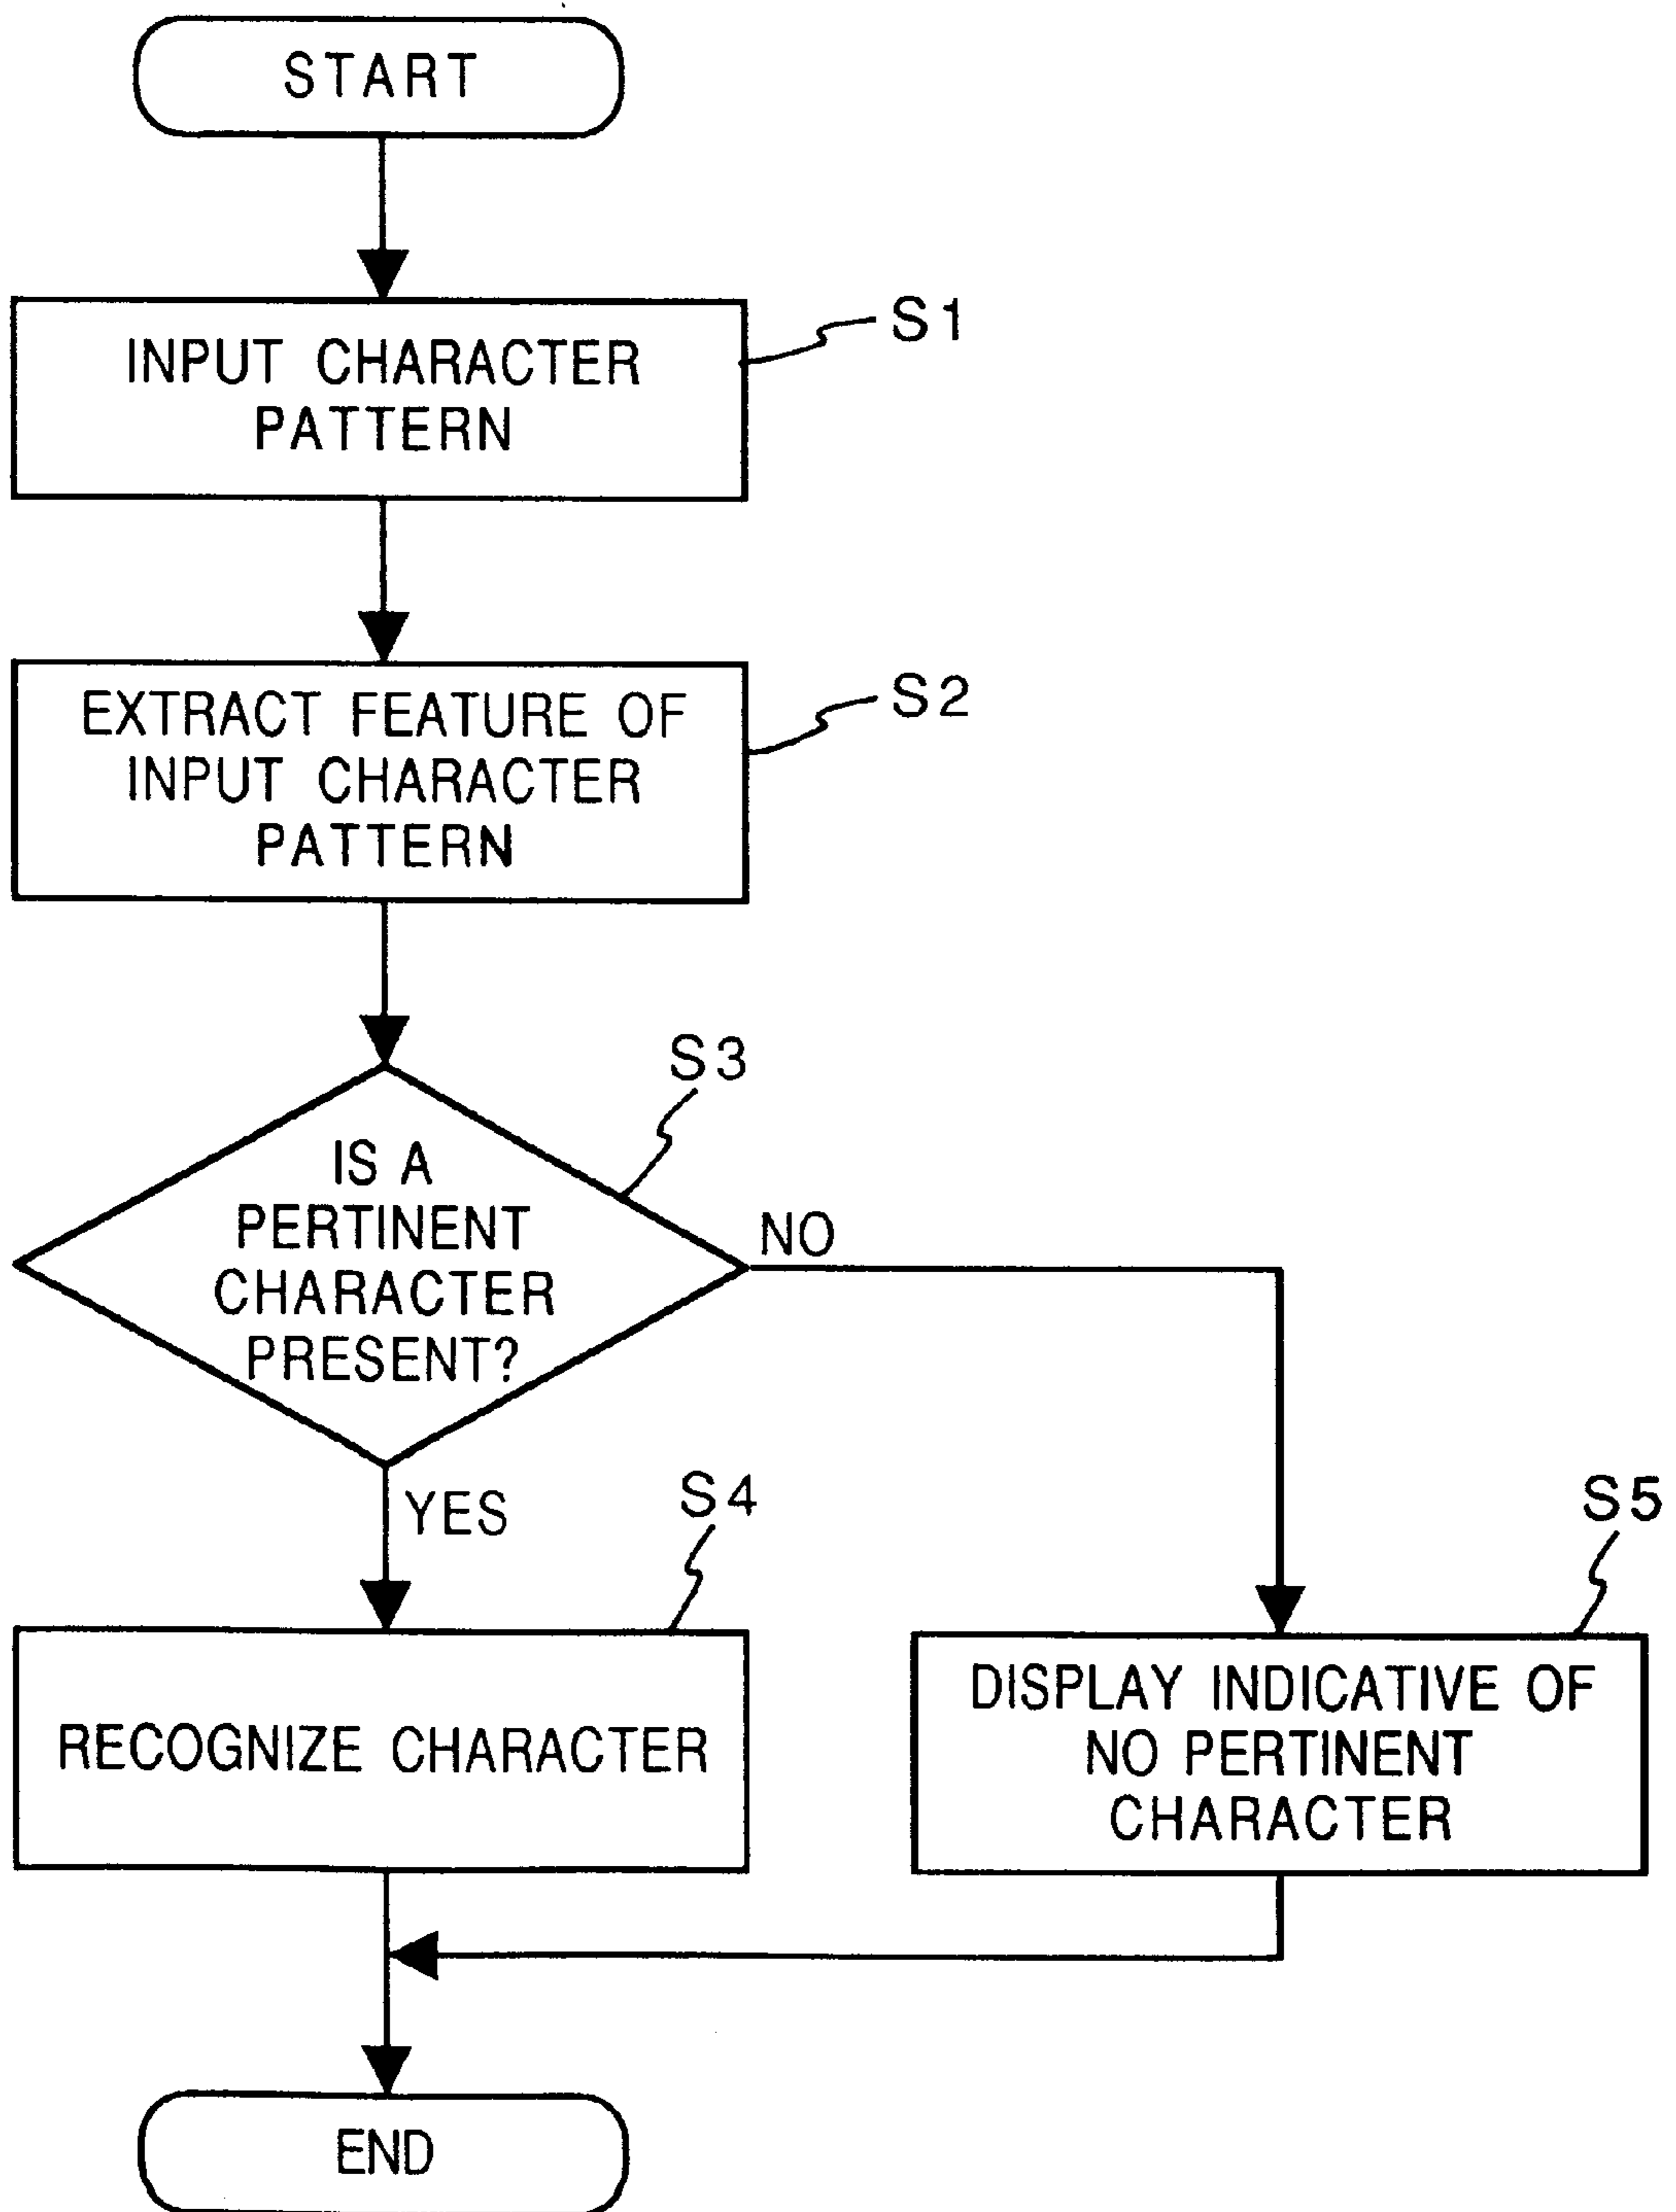 START
S1
INPUT CHARACTER
PATTERN
S2
EXTRACT FEATURE OF
INPUT CHARACTER
PATTERN
S3
IS A
PERTINENT
CHARACTER
PRESENT?
NO
YES
S4
RECOGNIZE CHARACTER
S5
DISPLAY INDICATIVE OF
NO PERTINENT
CHARACTER
END